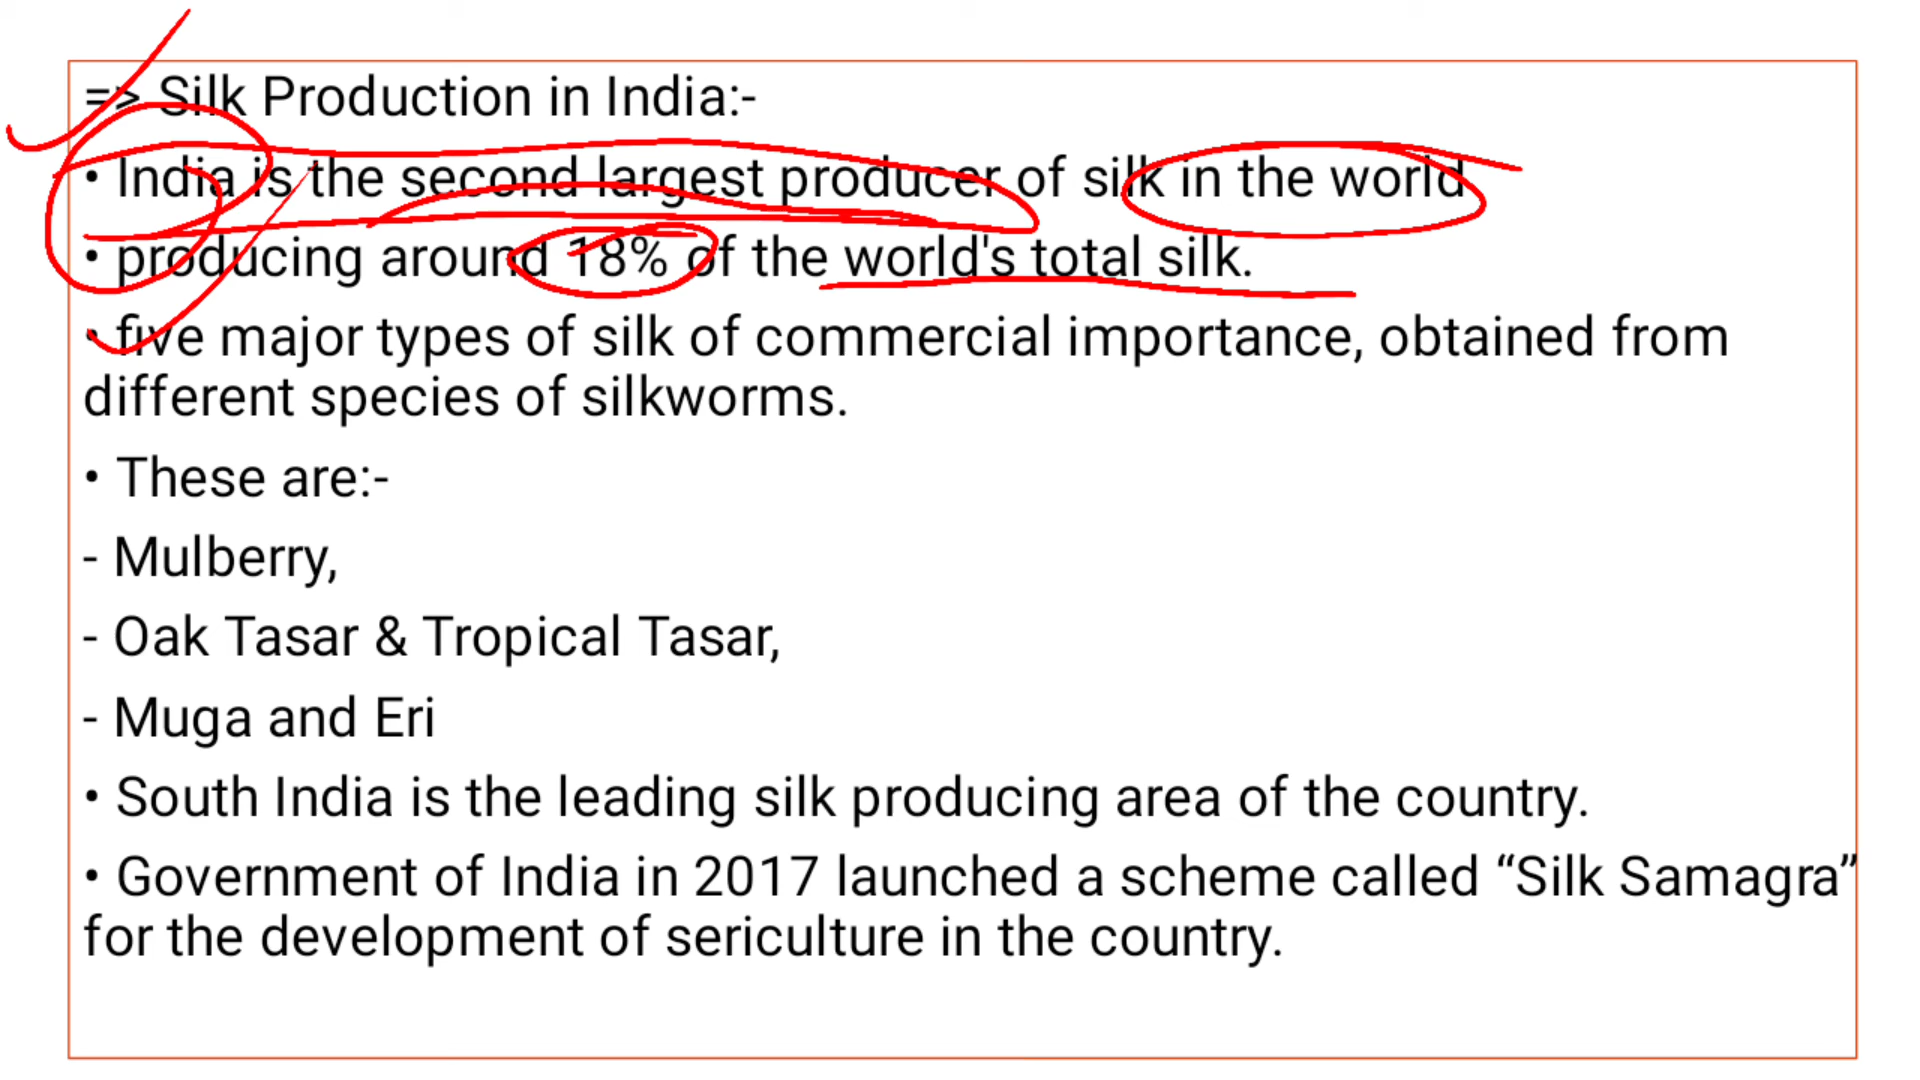 => Silk Production in India:-
• India is the second largest producer of silk in the world
• producing around 18% of the world's total silk.
• five major types of silk of commercial importance, obtained from
different species of silkworms.
• These are:-
- Mulberry,
- Oak Tasar & Tropical Tasar,
- Muga and Eri
• South India is the leading silk producing area of the country.
• Government of India in 2017 launched a scheme called “Silk Samagra”
for the development of sericulture in the country.